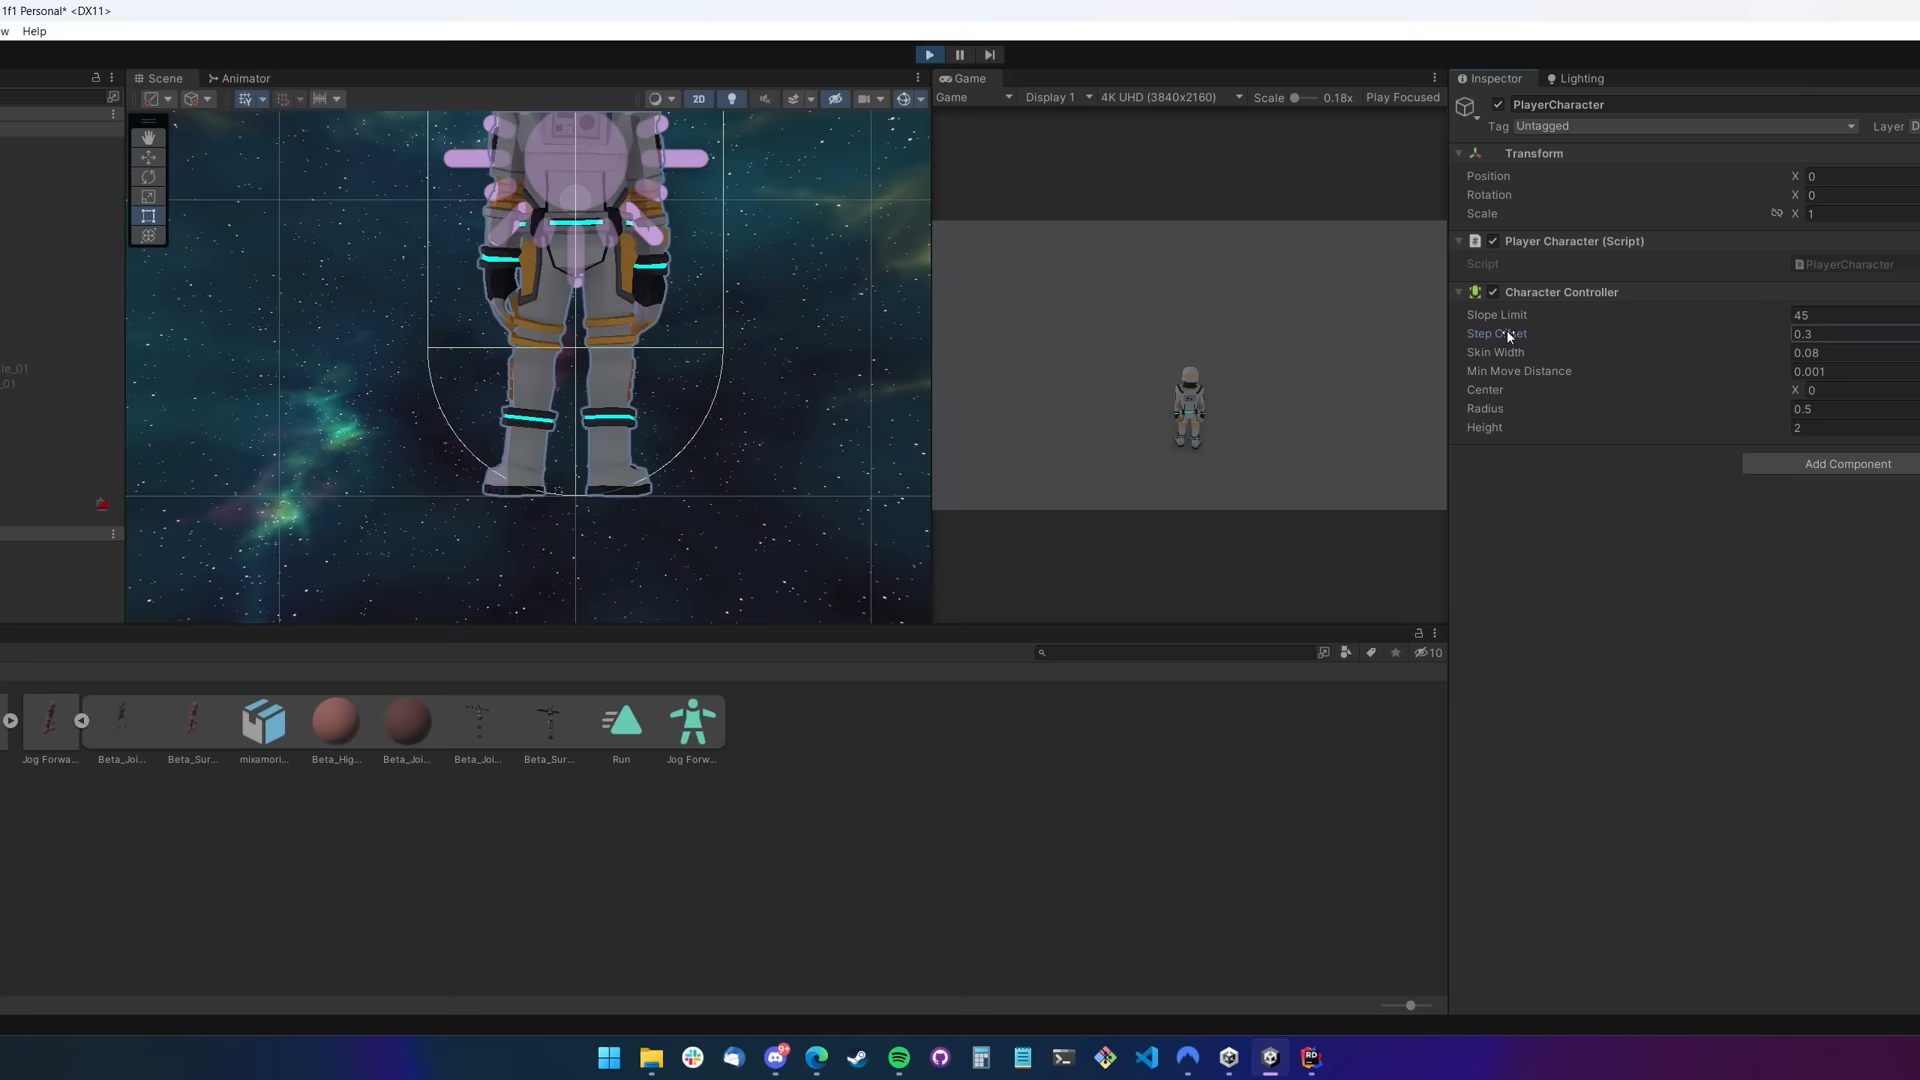 1f1 Personal* <DX11>
w Help
Scene
Animator
Game
Inspector
Lighting
2D
Game
Display 1
4K UHD (3840x2160)
Scale
0.18x
Play Focused
PlayerCharacter
Tag Untagged
Layer D
Transform
Position X 0
Rotation X 0
Scale X 1
Player Character (Script)
Script PlayerCharacter
Character Controller
Slope Limit 45
Step Offset 0.3
Skin Width 0.08
Min Move Distance 0.001
Center X 0
Radius 0.5
Height 2
Add Component
le_01
_01
10
Jog Forwa...
Beta_Joi...
Beta_Sur...
mixamori...
Beta_Hig...
Beta_Joi...
Beta_Joi...
Beta_Sur...
Run
Jog Forw...
9+
RD